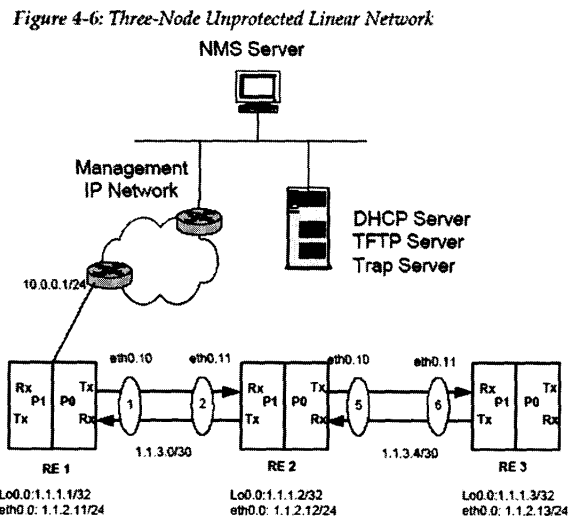 Figure 4-6: Three-Node Unprotected Linear Network
NMS Server
Management
IP Network
DHCP Server
TFTP Server
Trap Server
10.0.0.1/24
eth0.10
eth0.11
eth0.10
eth0.11
Rx
P1
P0
Tx
Tx
Rx
1
2
Rx
P1
P0
Tx
Tx
Rx
5
6
Rx
P1
P0
Tx
Tx
Rx
1.1.3.0/30
1.1.3.4/30
RE 1
RE 2
RE 3
Lo0.0:1.1.1.1/32
eth0.0; 1.1.2.11/24
Lo0.0:1.1.1.2/32
eth0.0; 1.1.2.12/24
Lo0.0:1.1.1.3/32
eth0.0; 1.1.2.13/24